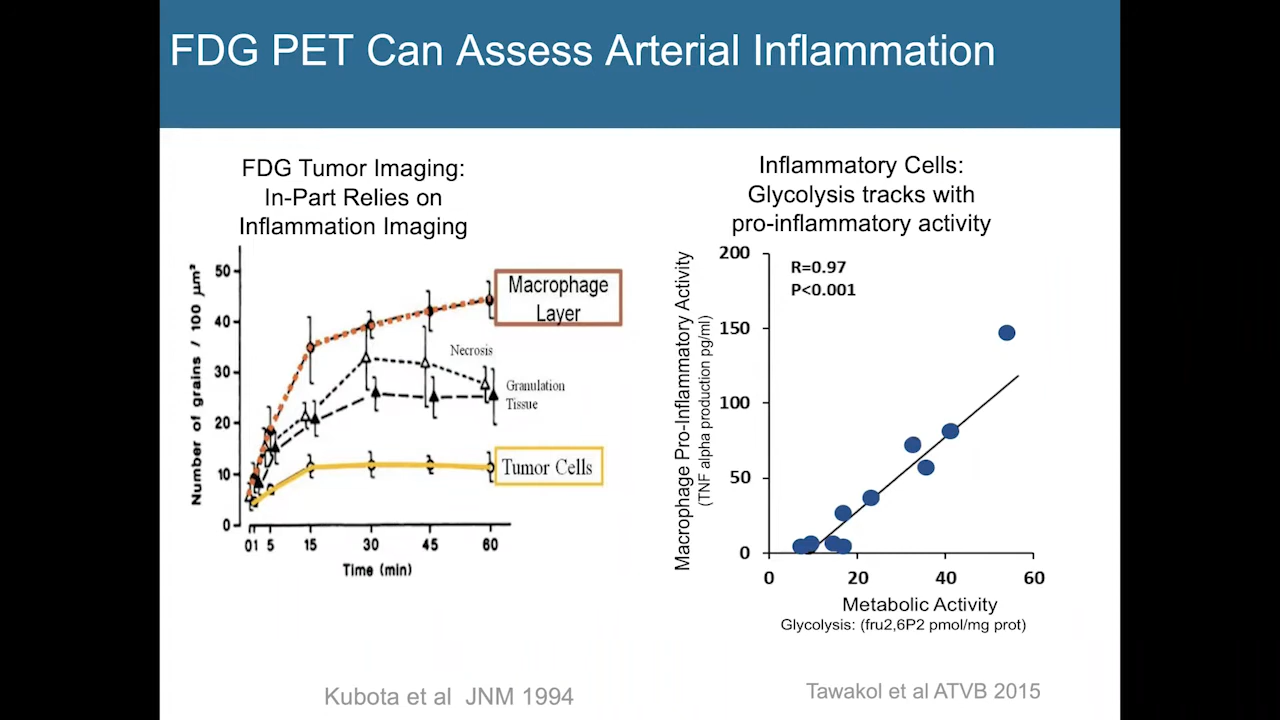 FDG PET Can Assess Arterial Inflammation
FDG Tumor Imaging:
In-Part Relies on
Inflammation Imaging
Number of grains / 100 μm²
50
40
30
20
10
0
Macrophage
Layer
Necrosis
Granulation
Tissue
Tumor Cells
0 1 5 15 30 45 60
Time (min)
Kubota et al JNM 1994
Inflammatory Cells:
Glycolysis tracks with
pro-inflammatory activity
Macrophage Pro-Inflammatory Activity
(TNF alpha production pg/ml)
200
150
100
50
0
R=0.97
P<0.001
0 20 40 60
Metabolic Activity
Glycolysis: (fru2,6P2 pmol/mg prot)
Tawakol et al ATVB 2015